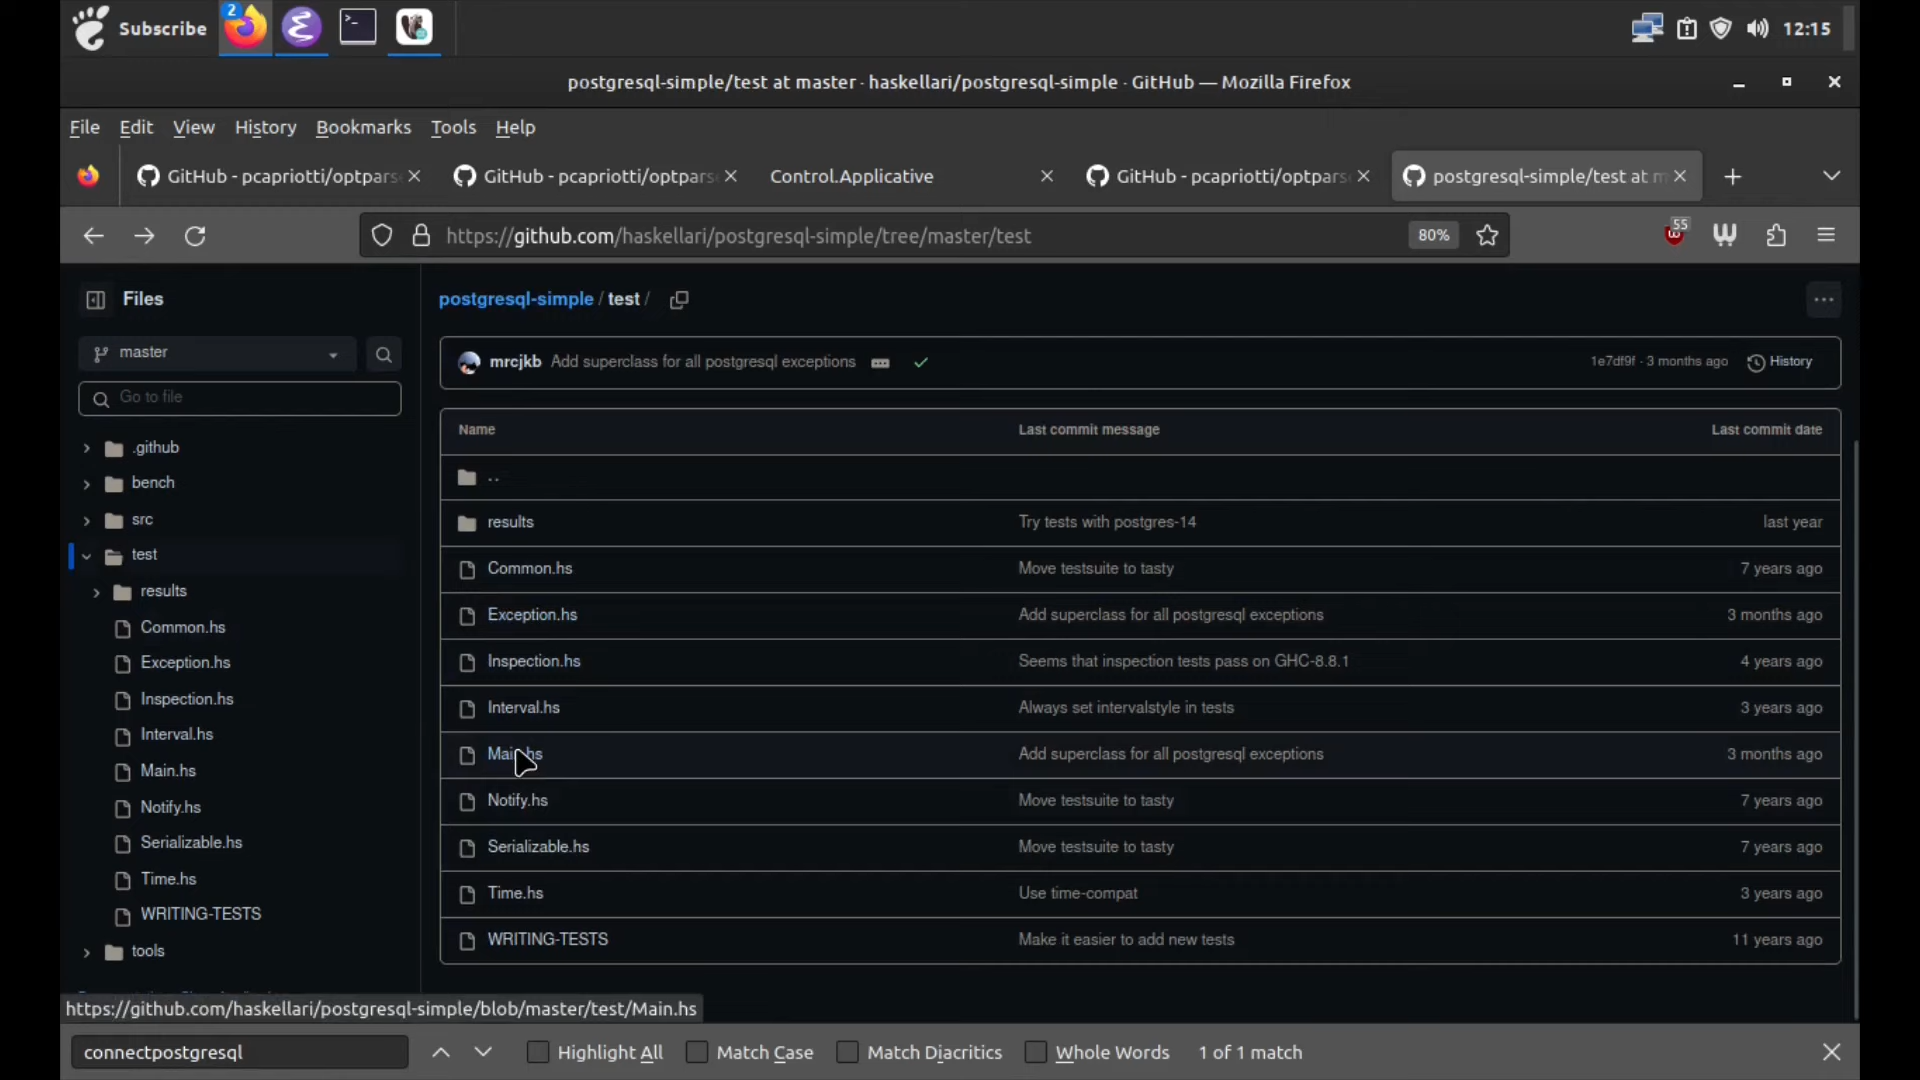 Subscribe
2
12:15
postgresql-simple/test at master · haskellari/postgresql-simple · GitHub — Mozilla Firefox
File Edit View History Bookmarks Tools Help
GitHub - pcapriotti/optpars
GitHub - pcapriotti/optpars
Control.Applicative
GitHub - pcapriotti/optpars
postgresql-simple/test at m
https://github.com/haskellari/postgresql-simple/tree/master/test
80%
55
Files
postgresql-simple / test /
master
mrcjkb Add superclass for all postgresql exceptions
1e7df9f · 3 months ago
History
Go to file
Name Last commit message Last commit date
.github
bench
src
test
results
Common.hs
Exception.hs
Inspection.hs
Interval.hs
Main.hs
Notify.hs
Serializable.hs
Time.hs
WRITING-TESTS
tools
..
results Try tests with postgres-14 last year
Common.hs Move testsuite to tasty 7 years ago
Exception.hs Add superclass for all postgresql exceptions 3 months ago
Inspection.hs Seems that inspection tests pass on GHC-8.8.1 4 years ago
Interval.hs Always set intervalstyle in tests 3 years ago
Main.hs Add superclass for all postgresql exceptions 3 months ago
Notify.hs Move testsuite to tasty 7 years ago
Serializable.hs Move testsuite to tasty 7 years ago
Time.hs Use time-compat 3 years ago
WRITING-TESTS Make it easier to add new tests 11 years ago
https://github.com/haskellari/postgresql-simple/blob/master/test/Main.hs
connectpostgresql
Highlight All Match Case Match Diacritics Whole Words 1 of 1 match